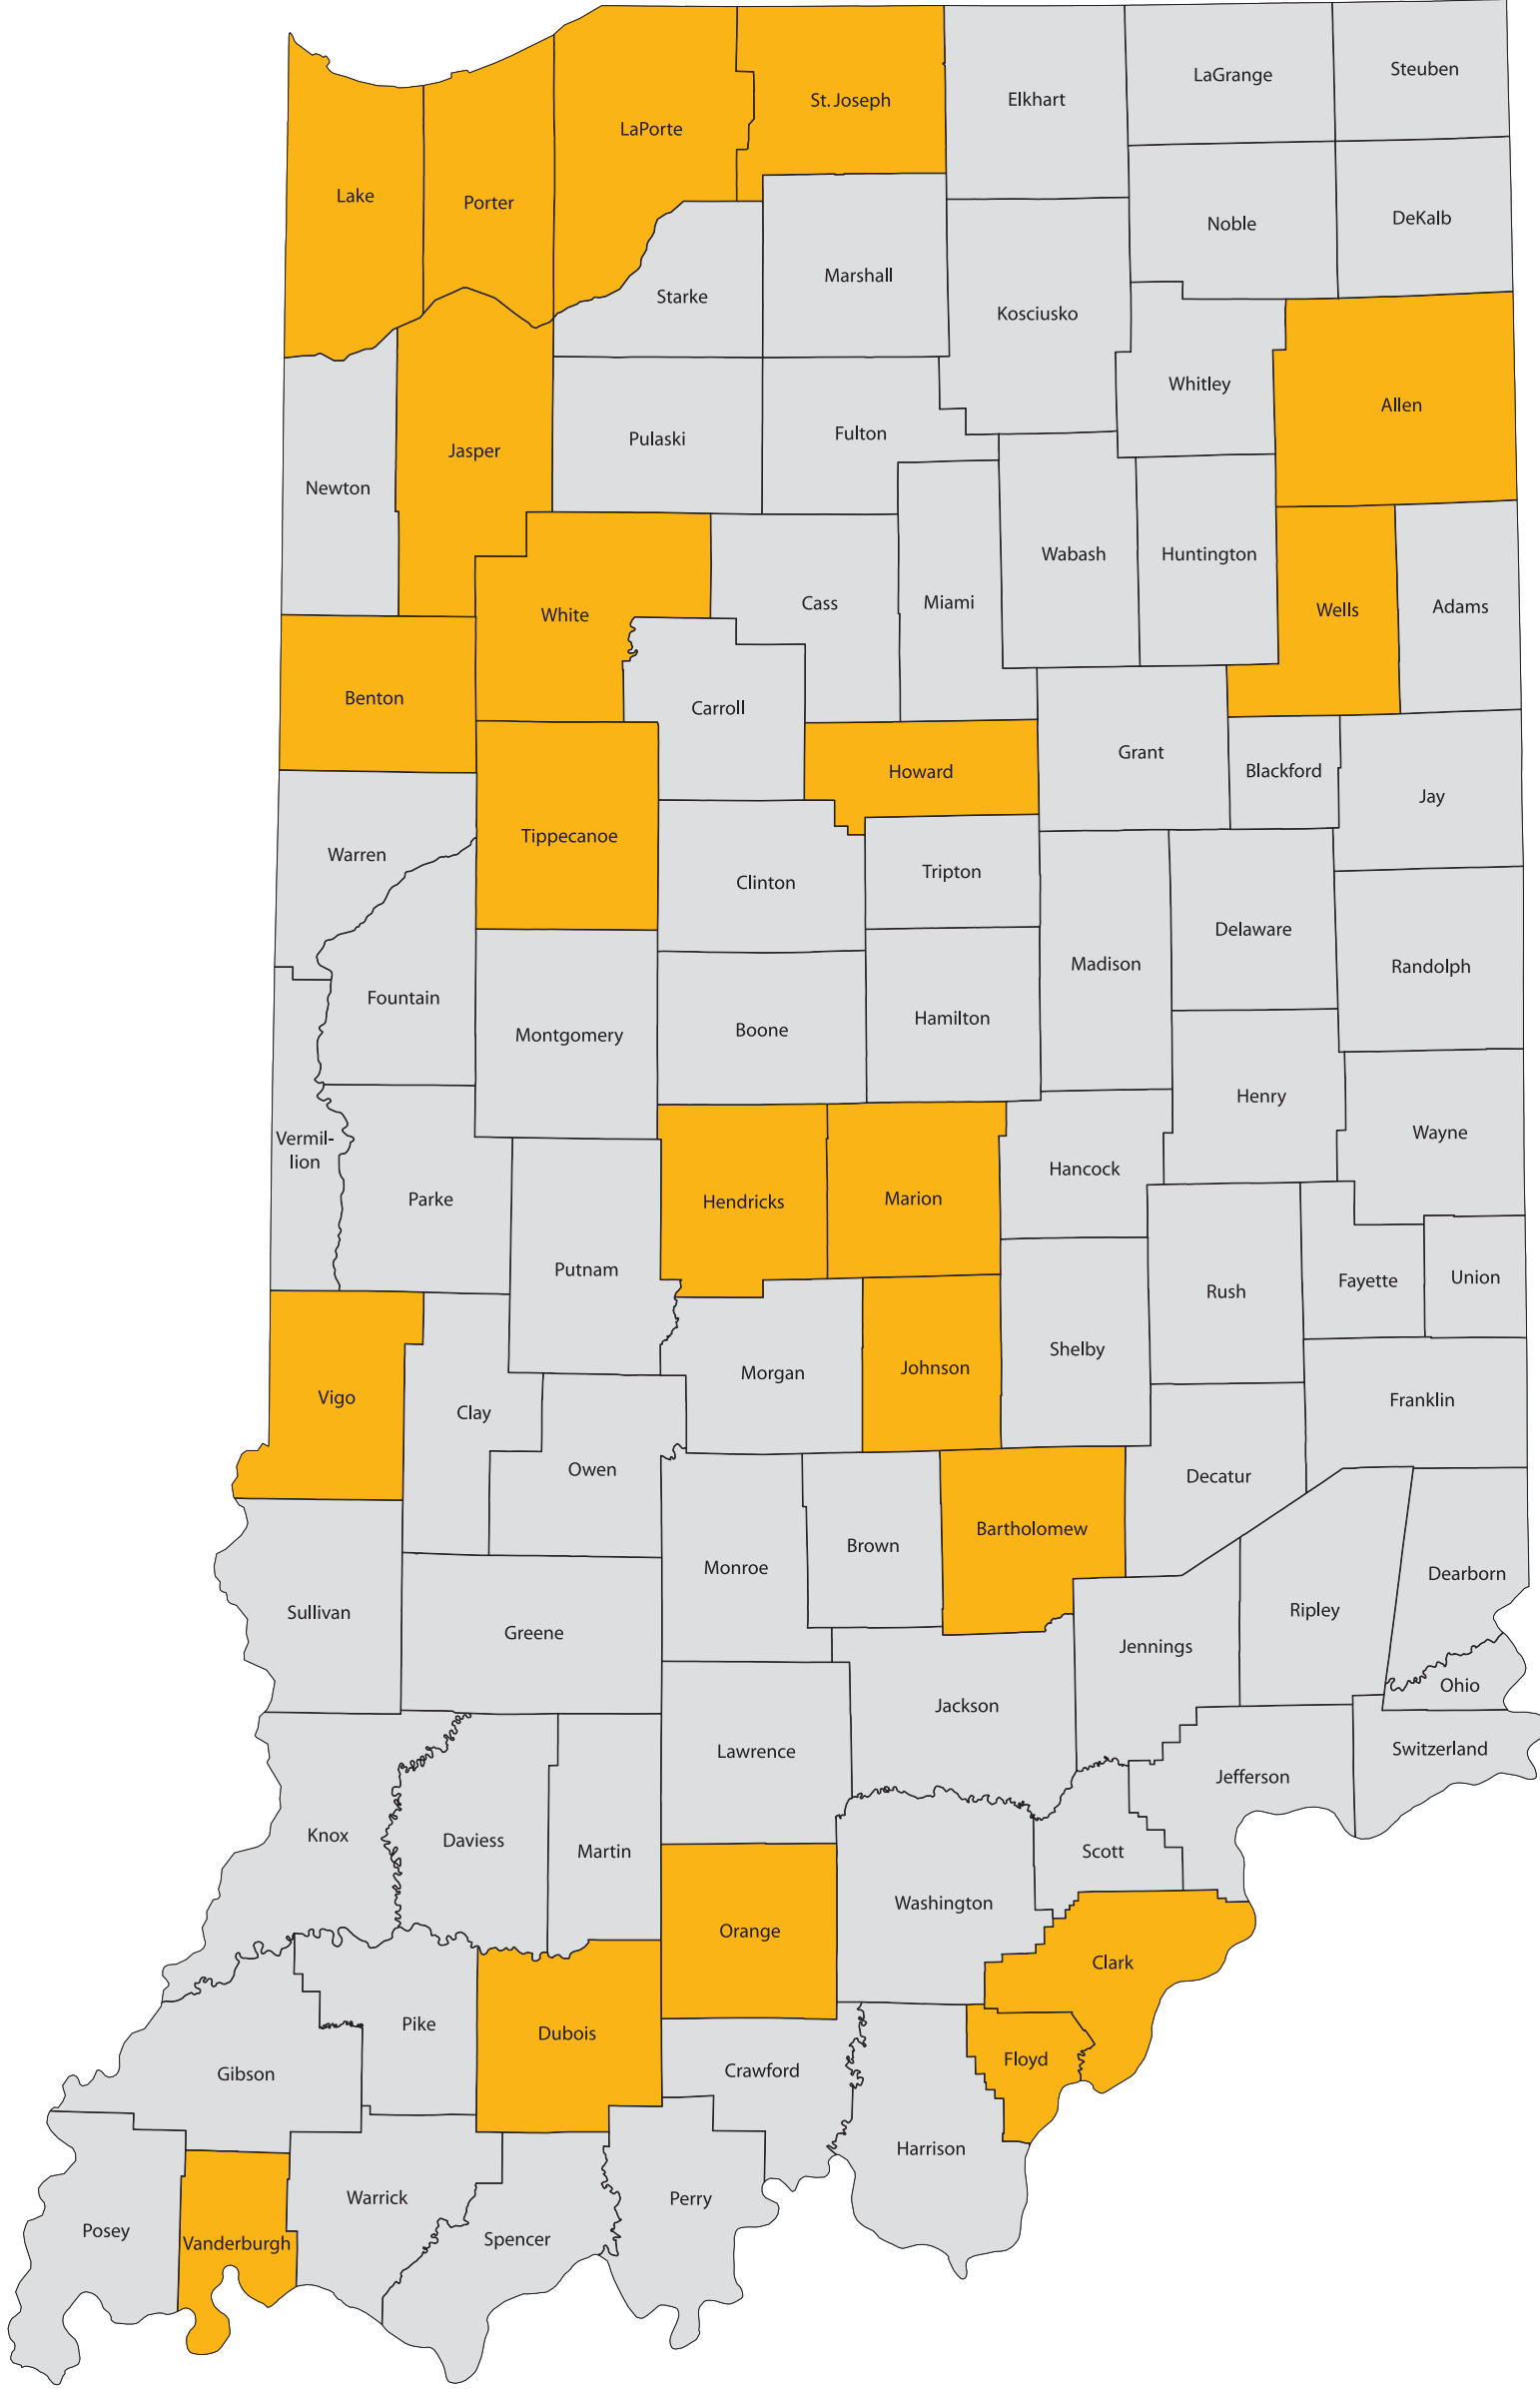 Steuben
LaGrange
Elkhart
St. Joseph
LaPorte
Lake
Porter
Noble
DeKalb
Marshall
Starke
Kosciusko
Whitley
Allen
Fulton
Pulaski
Jasper
Newton
Wabash
Huntington
Miami
Cass
White
Wells
Adams
Benton
Carroll
Grant
Howard
Blackford
Jay
Tippecanoe
Warren
Clinton
Tripton
Delaware
Madison
Randolph
Fountain
Montgomery
Boone
Hamilton
Henry
Wayne
Vermil-
lion
Parke
Hendricks
Marion
Hancock
Putnam
Rush
Fayette
Union
Shelby
Morgan
Johnson
Vigo
Clay
Franklin
Owen
Decatur
Bartholomew
Brown
Monroe
Dearborn
Ripley
Sullivan
Greene
Jennings
Ohio
Jackson
Lawrence
Switzerland
Jefferson
Knox
Daviess
Martin
Scott
Washington
Orange
Clark
Pike
Dubois
Floyd
Crawford
Gibson
Harrison
Warrick
Perry
Posey
Spencer
Vanderburgh